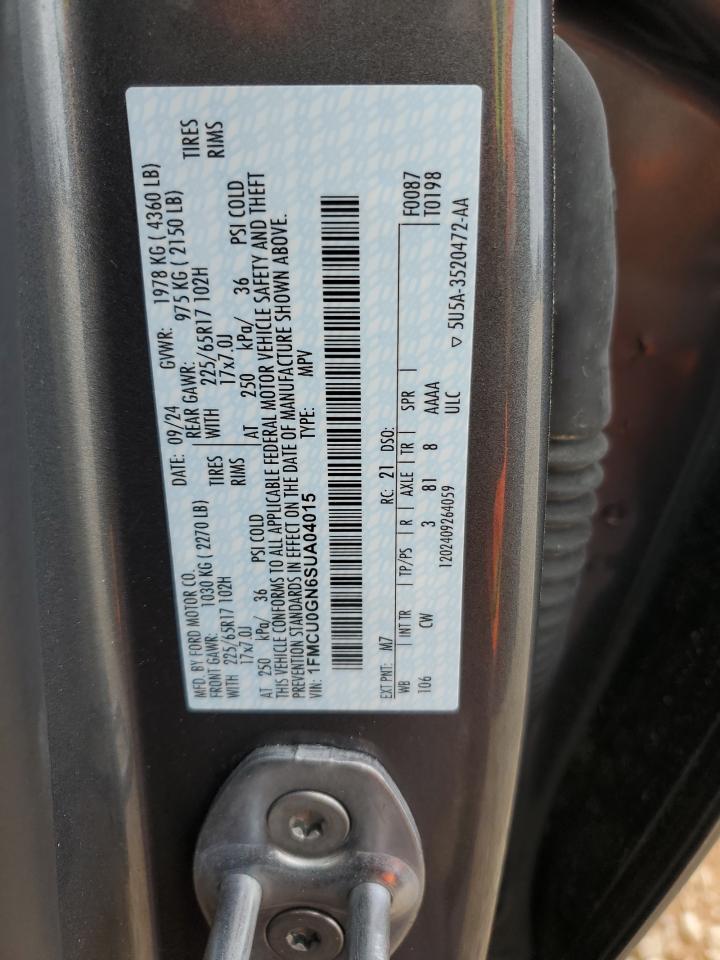 MFD. BY FORD MOTOR CO. DATE: 09/24 GVWR: 1978 KG ( 4360 LB)
FRONT GAWR: 1030 KG ( 2270 LB) REAR GAWR: 975 KG ( 2150 LB)
WITH 225/65R17 102H TIRES WITH 225/65R17 102H TIRES
17x7.0J RIMS 17x7.0J RIMS
AT 250 kPa/ 36 PSI COLD AT 250 kPa/ 36 PSI COLD
THIS VEHICLE CONFORMS TO ALL APPLICABLE FEDERAL MOTOR VEHICLE SAFETY AND THEFT
PREVENTION STANDARDS IN EFFECT ON THE DATE OF MANUFACTURE SHOWN ABOVE.
VIN: 1FMCU0GN6SUA04015 TYPE: MPV
EXT PNT: M7 RC: 21 DSO: F0087
WB INT TR TP/PS R AXLE TR SPR T0198
106 CW 3 81 8 AAAA
1202409264059 ULC ▽ 5U5A-3520472-AA